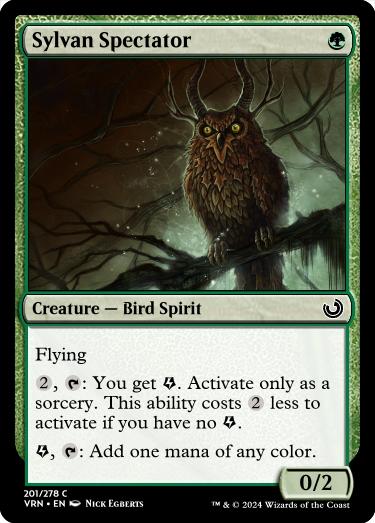 Sylvan Spectator
Creature — Bird Spirit
Flying
2, : You get . Activate only as a
sorcery. This ability costs 2 less to
activate if you have no .
, : Add one mana of any color.
0/2
201/278 C
VRN • EN Nick Egberts
™ & © 2024 Wizards of the Coast